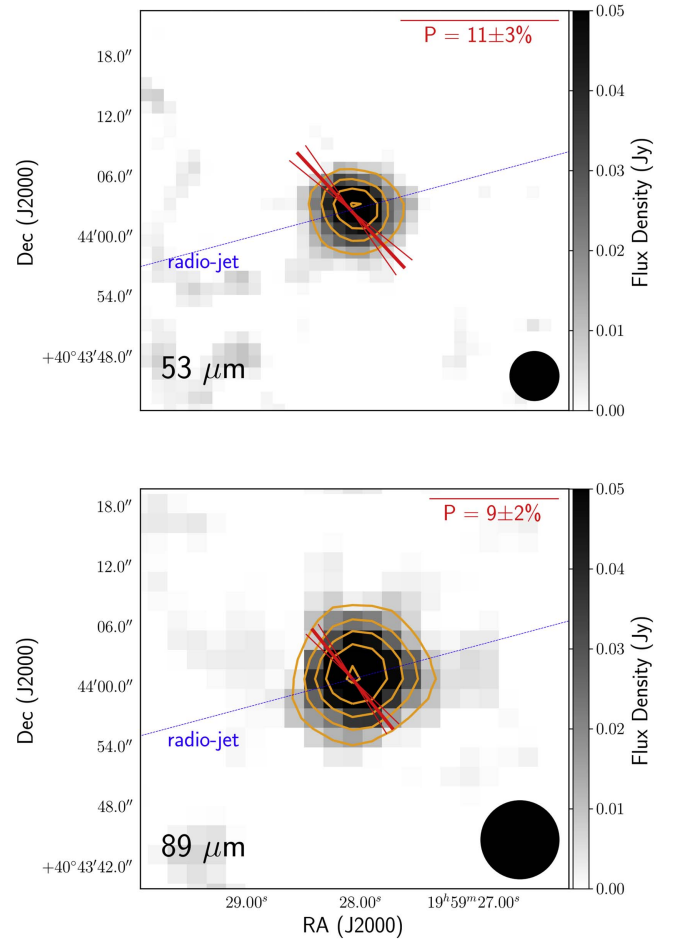 P = 11±3%
18.0″
12.0″
06.0″
44′00.0″
54.0″
+40°43′48.0″
Dec (J2000)
radio-jet
53 μm
0.05
0.04
0.03
0.02
0.01
0.00
Flux Density (Jy)
P = 9±2%
18.0″
12.0″
06.0″
44′00.0″
54.0″
48.0″
+40°43′42.0″
Dec (J2000)
radio-jet
89 μm
0.05
0.04
0.03
0.02
0.01
0.00
Flux Density (Jy)
29.00ˢ 28.00ˢ 19ʰ59ᵐ27.00ˢ
RA (J2000)